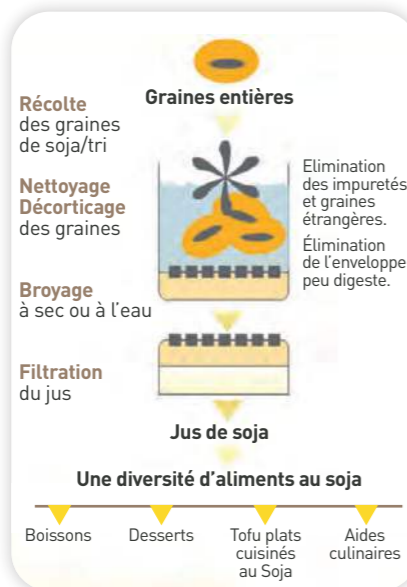 Graines entières
Récolte
des graines
de soja/tri
Nettoyage
Décorticage
des graines
Elimination
des impuretés
et graines
étrangères.
Élimination
de l'enveloppe
peu digeste.
Broyage
à sec ou à l'eau
Filtration
du jus
Jus de soja
Une diversité d'aliments au soja
Boissons
Desserts
Tofu plats
cuisinés
au Soja
Aides
culinaires